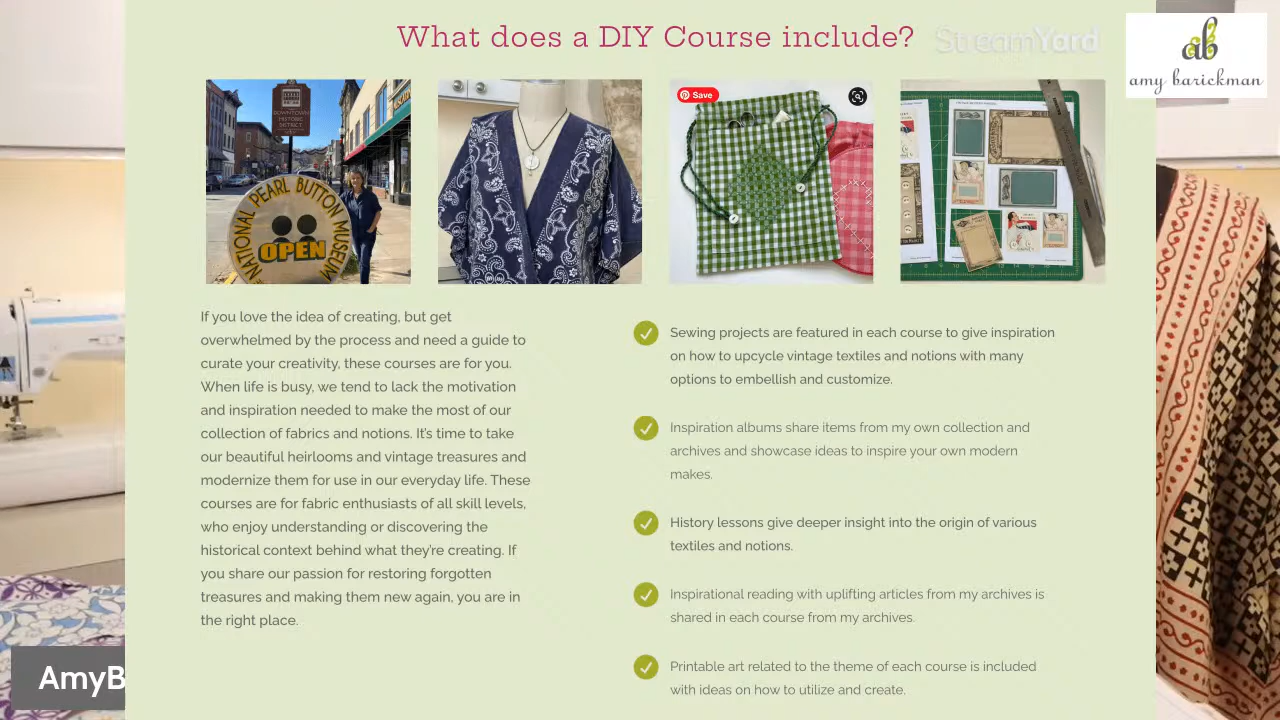 What does a DIY Course include?
StreamYard
ab
amy barickman
DOWNTOWN
HISTORIC
DISTRICT
NATIONAL PEARL BUTTON MUSEUM
OPEN
Save
If you love the idea of creating, but get
overwhelmed by the process and need a guide to
curate your creativity, these courses are for you.
When life is busy, we tend to lack the motivation
and inspiration needed to make the most of our
collection of fabrics and notions. It's time to take
our beautiful heirlooms and vintage treasures and
modernize them for use in our everyday life. These
courses are for fabric enthusiasts of all skill levels,
who enjoy understanding or discovering the
historical context behind what they're creating. If
you share our passion for restoring forgotten
treasures and making them new again, you are in
the right place.
Sewing projects are featured in each course to give inspiration
on how to upcycle vintage textiles and notions with many
options to embellish and customize.
Inspiration albums share items from my own collection and
archives and showcase ideas to inspire your own modern
makes.
History lessons give deeper insight into the origin of various
textiles and notions.
Inspirational reading with uplifting articles from my archives is
shared in each course from my archives.
Printable art related to the theme of each course is included
with ideas on how to utilize and create.
AmyB